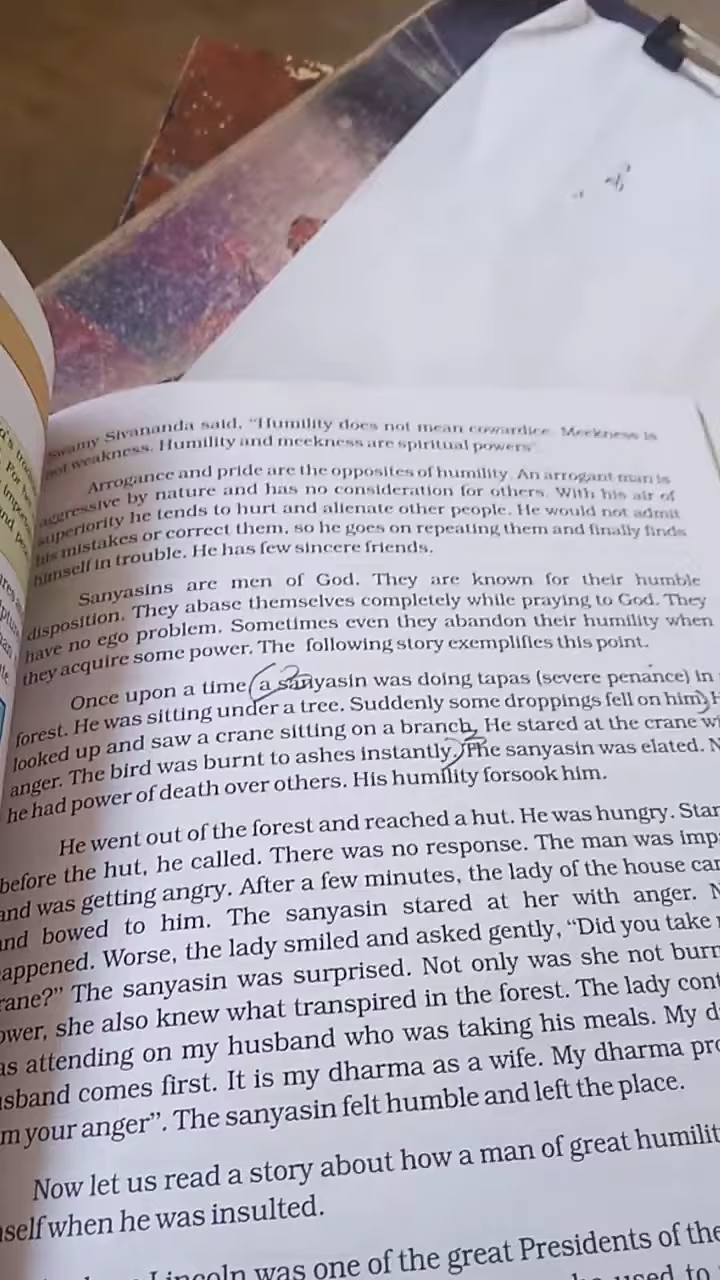 Swamy Sivananda said, "Humility does not mean cowardice. Meekness is
not weakness. Humility and meekness are spiritual powers".
Arrogance and pride are the opposites of humility. An arrogant man is
aggressive by nature and has no consideration for others. With his air of
superiority he tends to hurt and alienate other people. He would not admit
his mistakes or correct them, so he goes on repeating them and finally finds
himself in trouble. He has few sincere friends.
Sanyasins are men of God. They are known for their humble
disposition. They abase themselves completely while praying to God. They
have no ego problem. Sometimes even they abandon their humility when
they acquire some power. The following story exemplifies this point.
Once upon a time a sanyasin was doing tapas (severe penance) in
forest. He was sitting under a tree. Suddenly some droppings fell on him. H
looked up and saw a crane sitting on a branch. He stared at the crane wi
anger. The bird was burnt to ashes instantly. The sanyasin was elated. N
he had power of death over others. His humility forsook him.
He went out of the forest and reached a hut. He was hungry. Stan
before the hut, he called. There was no response. The man was imp
and was getting angry. After a few minutes, the lady of the house car
nd bowed to him. The sanyasin stared at her with anger. N
appened. Worse, the lady smiled and asked gently, "Did you take
rane?" The sanyasin was surprised. Not only was she not burn
ower, she also knew what transpired in the forest. The lady cont
as attending on my husband who was taking his meals. My d
sband comes first. It is my dharma as a wife. My dharma pro
m your anger". The sanyasin felt humble and left the place.
Now let us read a story about how a man of great humilit
self when he was insulted.
Lincoln was one of the great Presidents of the
used to